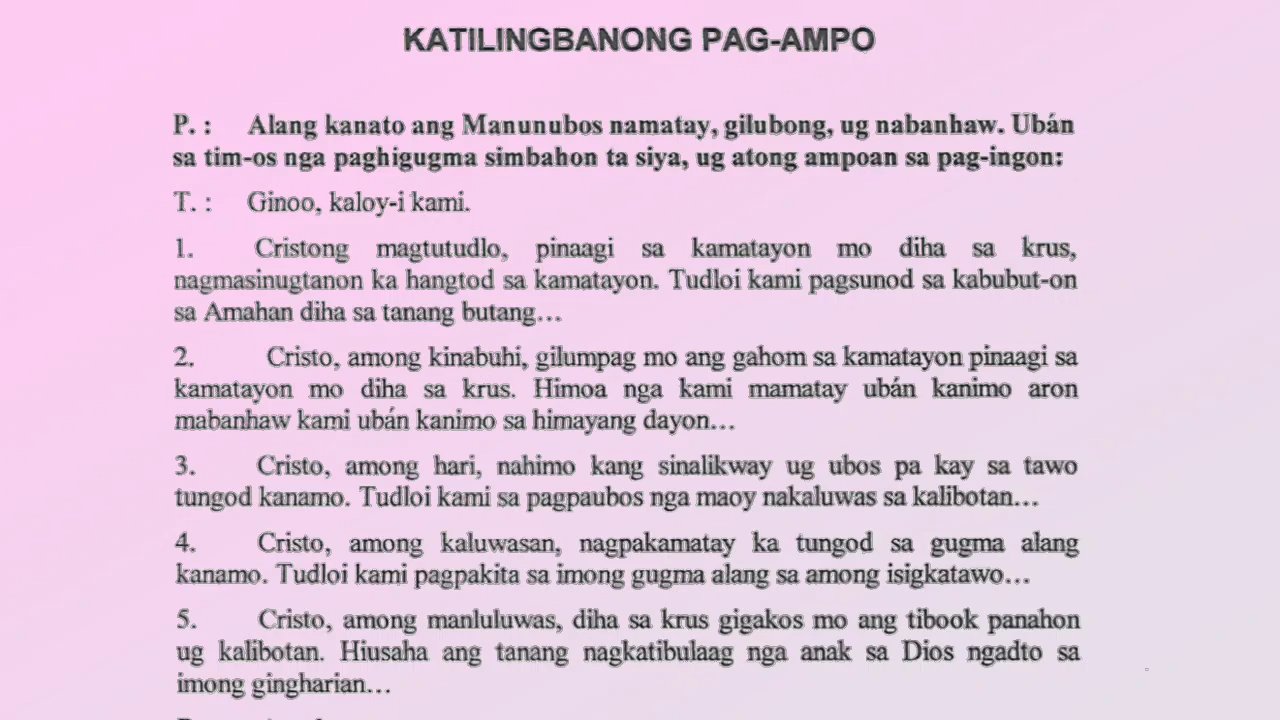 KATILINGBANONG PAG-AMPO
P. : Alang kanato ang Manunubos namatay, gilubong, ug nabanhaw. Ubán
sa tim-os nga paghigugma simbahon ta siya, ug atong ampoan sa pag-ingon:
T. : Ginoo, kaloy-i kami.
1. Cristong magtutudlo, pinaagi sa kamatayon mo diha sa krus,
nagmasinugtanon ka hangtod sa kamatayon. Tudloi kami pagsunod sa kabubut-on
sa Amahan diha sa tanang butang…
2. Cristo, among kinabuhi, gilumpag mo ang gahom sa kamatayon pinaagi sa
kamatayon mo diha sa krus. Himoa nga kami mamatay ubán kanimo aron
mabanhaw kami ubán kanimo sa himayang dayon…
3. Cristo, among hari, nahimo kang sinalikway ug ubos pa kay sa tawo
tungod kanamo. Tudloi kami sa pagpaubos nga maoy nakaluwas sa kalibotan…
4. Cristo, among kaluwasan, nagpakamatay ka tungod sa gugma alang
kanamo. Tudloi kami pagpakita sa imong gugma alang sa among isigkatawo…
5. Cristo, among manluluwas, diha sa krus gigakos mo ang tibook panahon
ug kalibotan. Hiusaha ang tanang nagkatibulaag nga anak sa Dios ngadto sa
imong gingharian…